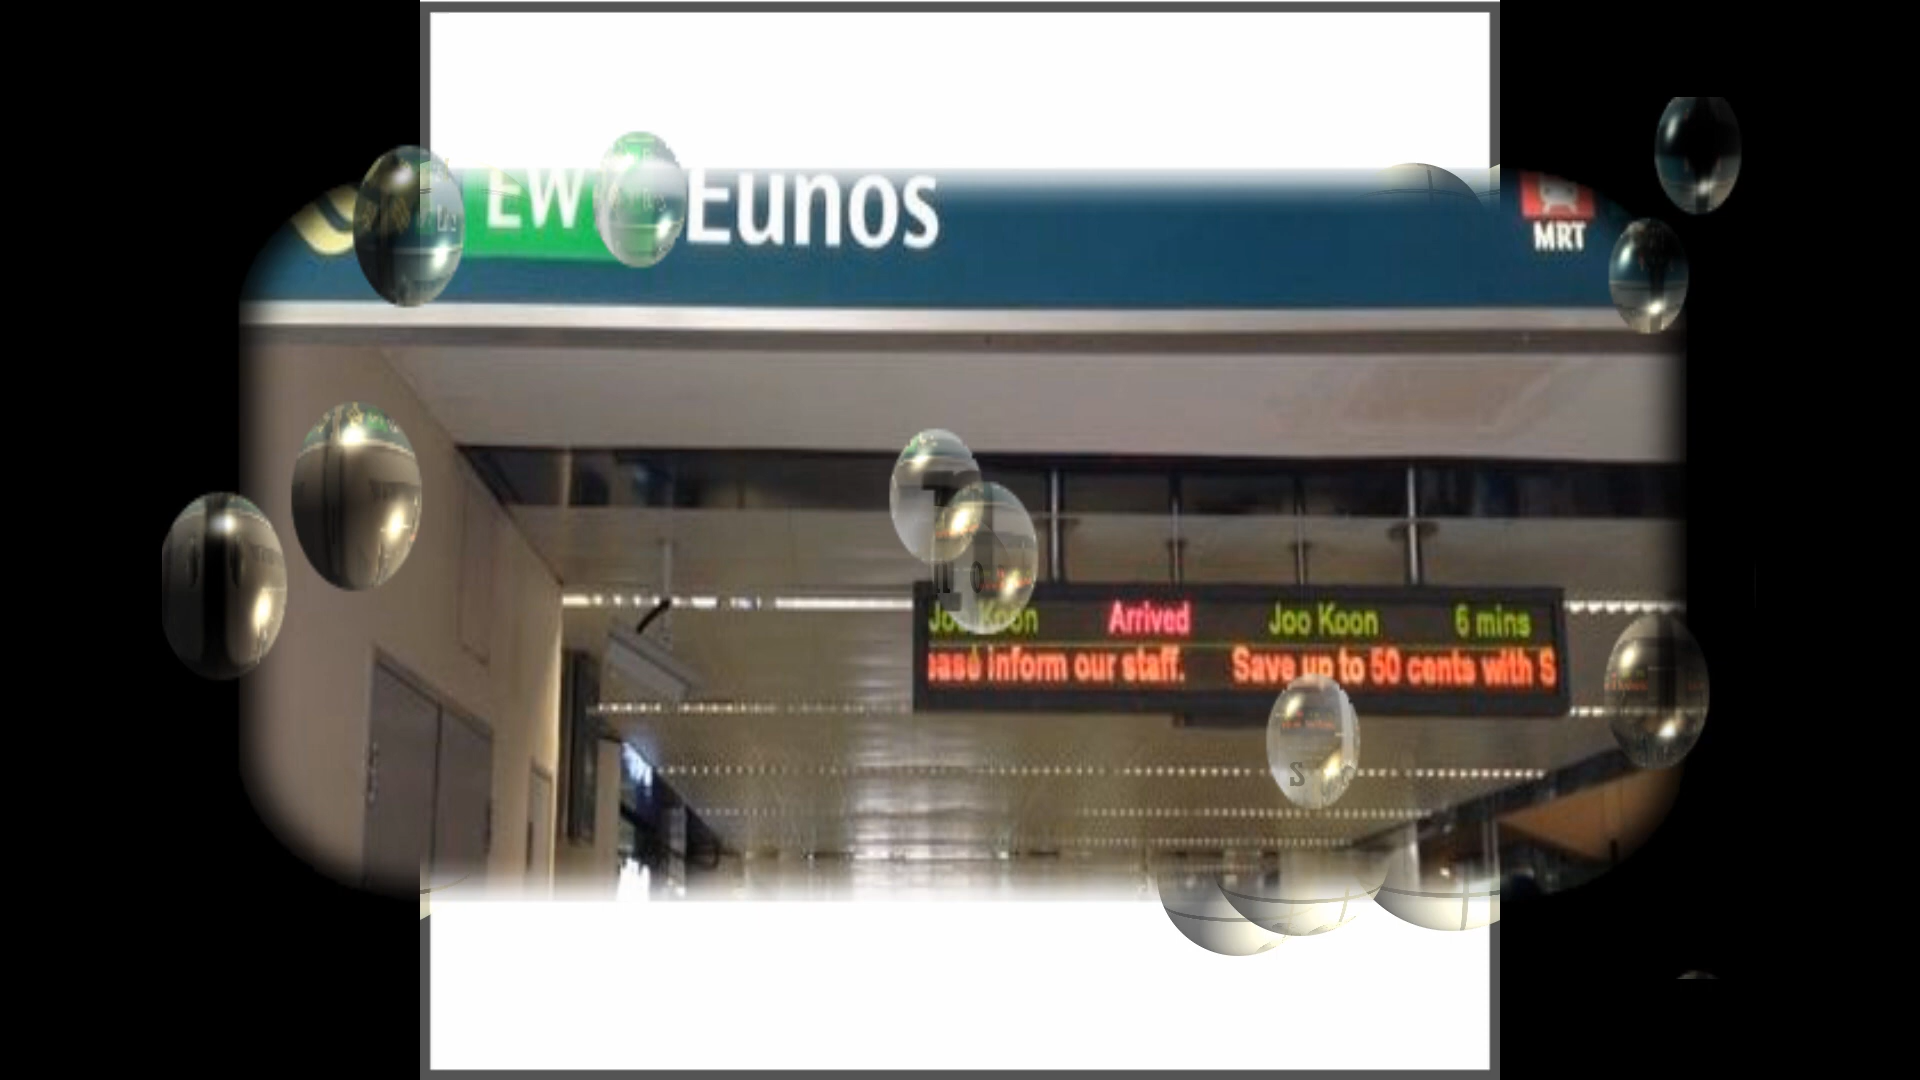 EW Eunos
MRT
Joo Koon Arrived Joo Koon 6 mins
inform our staff. Save up to 50 cents with S